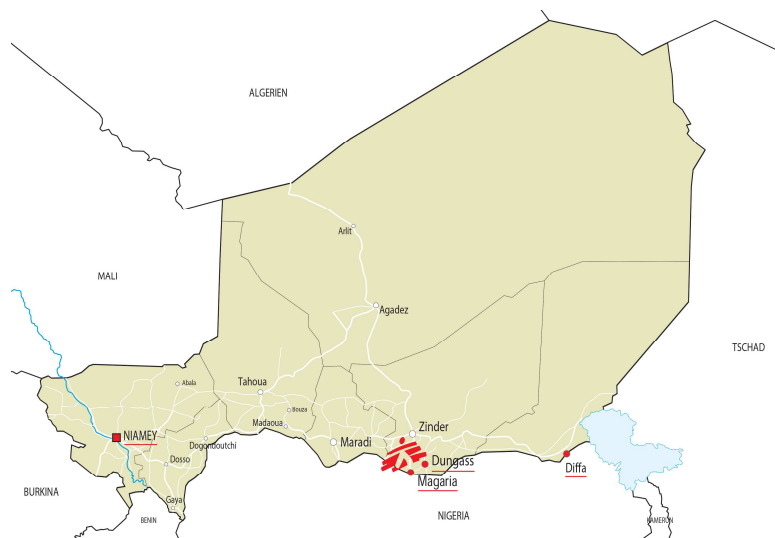 ALGERIEN
Arlit
MALI
Agadez
TSCHAD
Abala
Tahoua
Bouza
Madaoua
Zinder
NIAMEY
Maradi
Dogondoutchi
Dosso
Dungass
Diffa
Magaria
BURKINA
Gaya
BENIN
NIGERIA
KAMERUN